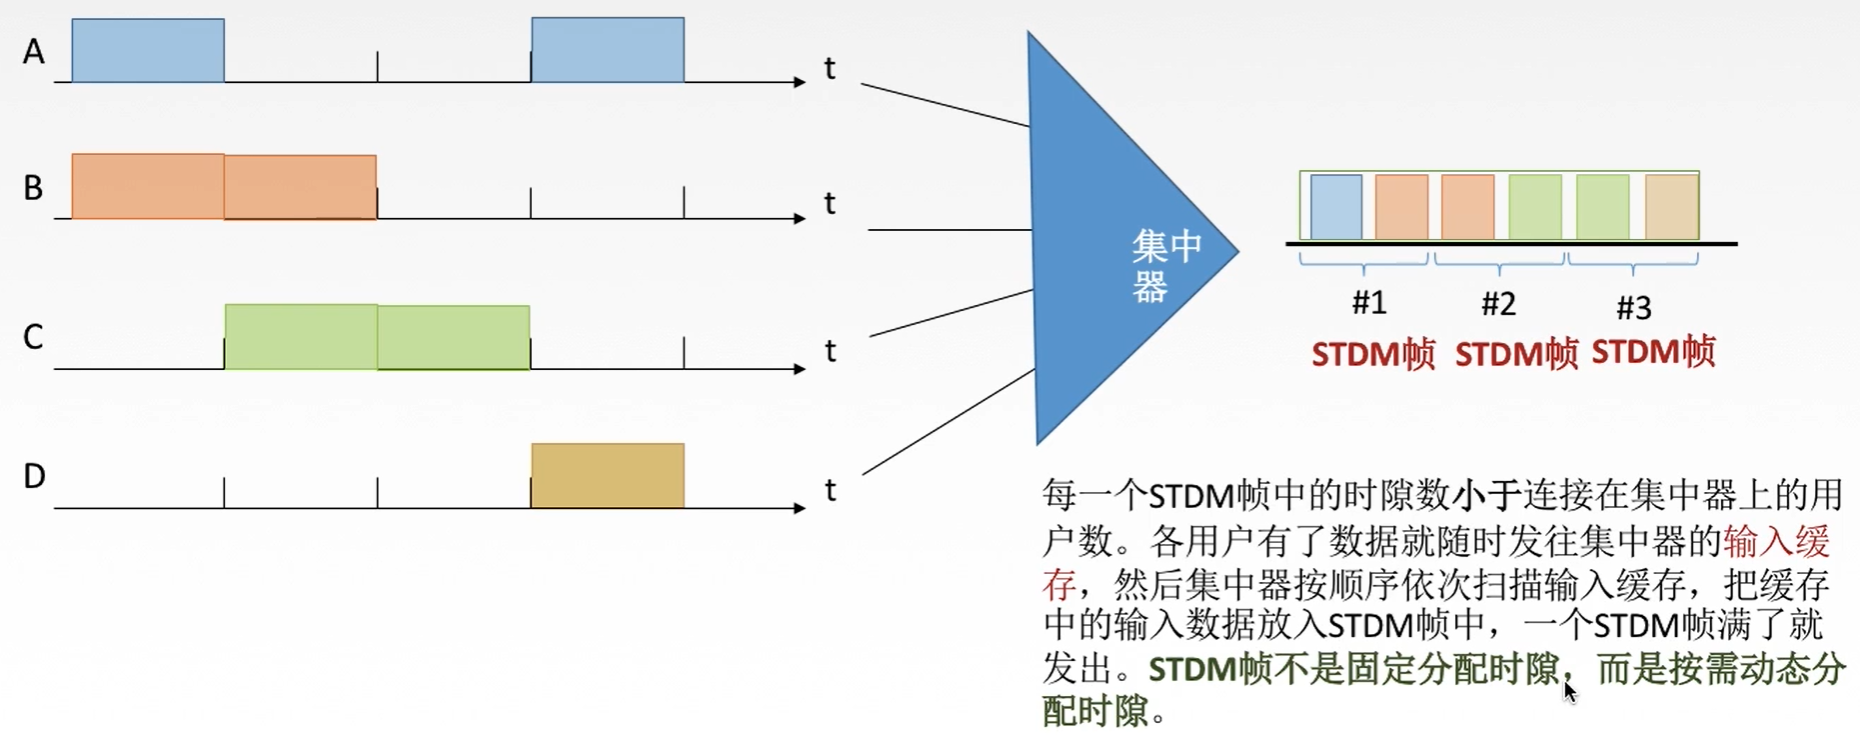 A
t
B
t
C
t
D
t
集中
器
#1
#2
#3
STDM帧
STDM帧
STDM帧
每一个STDM帧中的时隙数小于连接在集中器上的用
户数。各用户有了数据就随时发往集中器的输入缓
存，然后集中器按顺序依次扫描输入缓存，把缓存
中的输入数据放入STDM帧中，一个STDM帧满了就
发出。STDM帧不是固定分配时隙，而是按需动态分
配时隙。